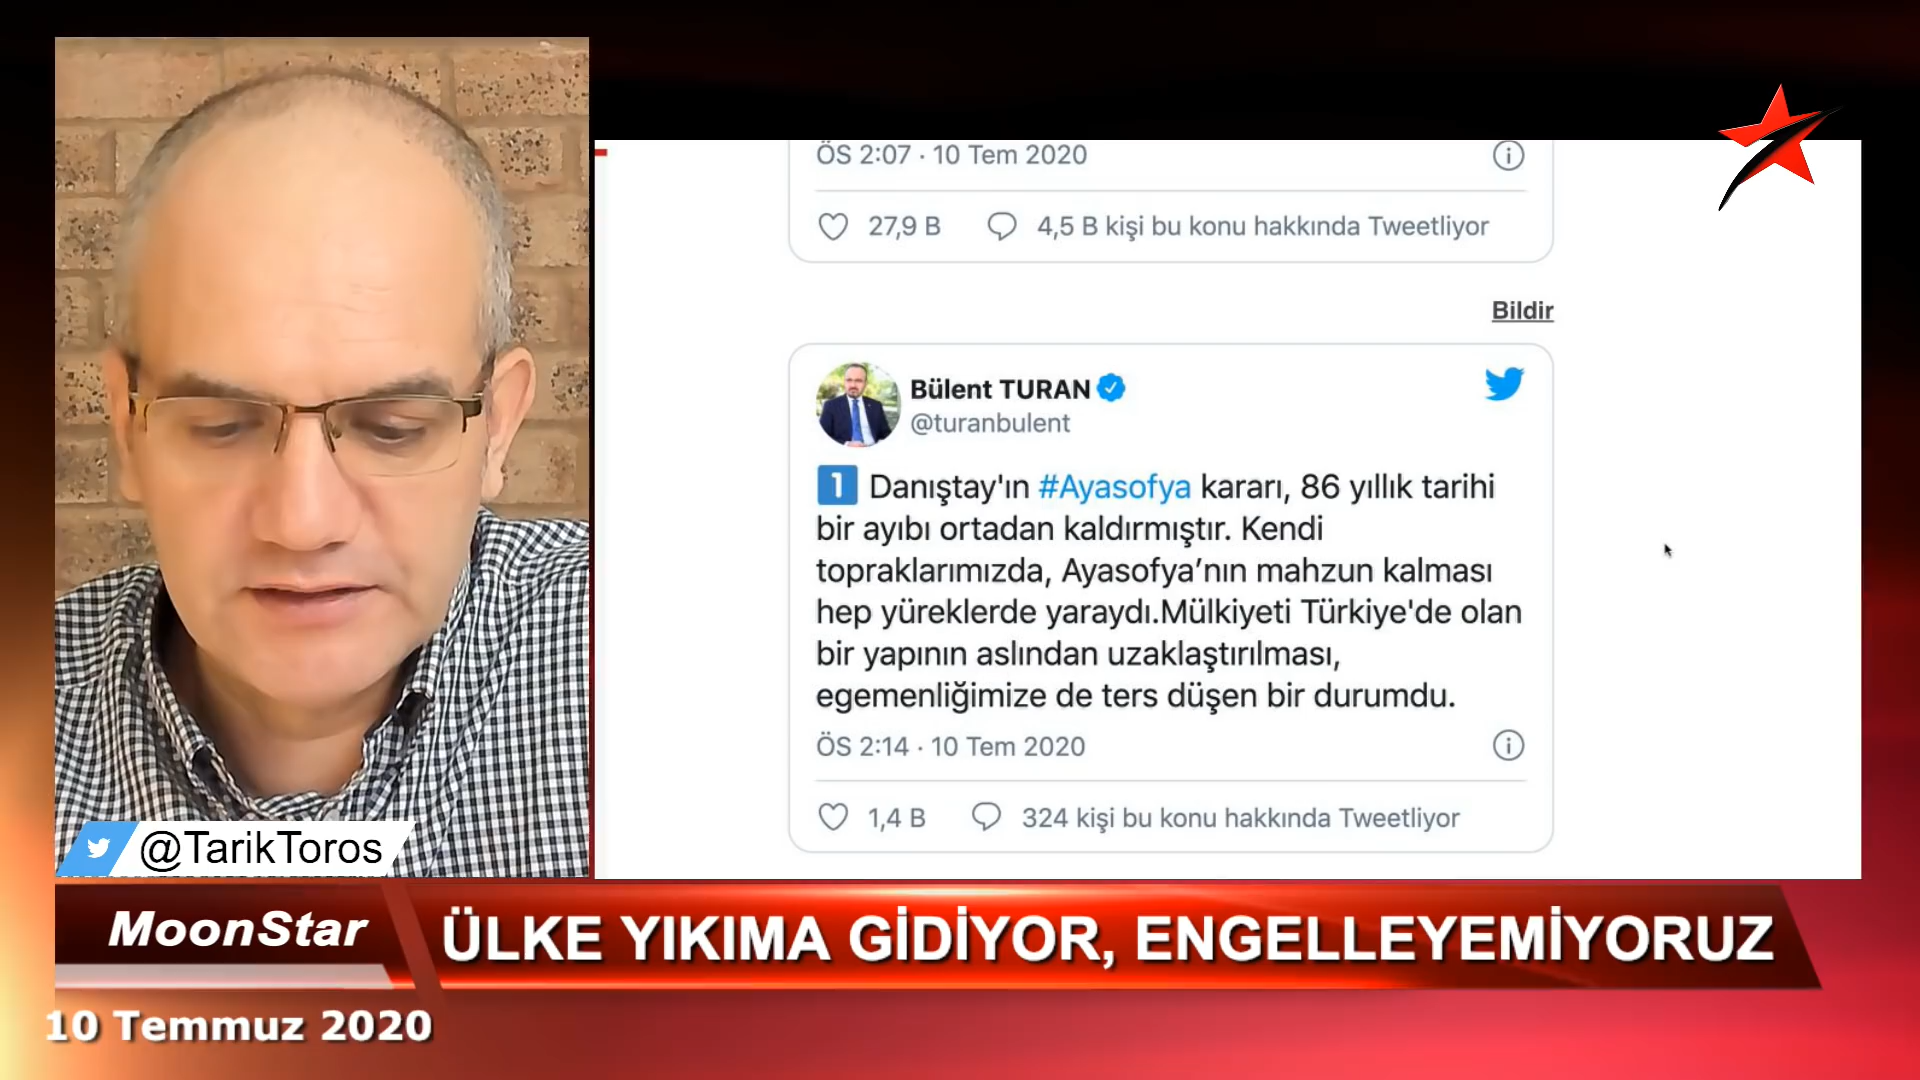 ÖS 2:07 · 10 Tem 2020
27,9 B
4,5 B kişi bu konu hakkında Tweetliyor
Bildir
Bülent TURAN
@turanbulent
1 Danıştay'ın #Ayasofya kararı, 86 yıllık tarihi
bir ayıbı ortadan kaldırmıştır. Kendi
topraklarımızda, Ayasofya’nın mahzun kalması
hep yüreklerde yaraydı.Mülkiyeti Türkiye'de olan
bir yapının aslından uzaklaştırılması,
egemenliğimize de ters düşen bir durumdu.
ÖS 2:14 · 10 Tem 2020
1,4 B
324 kişi bu konu hakkında Tweetliyor
@TarikToros
MoonStar
ÜLKE YIKIMA GİDİYOR, ENGELLEYEMİYORUZ
10 Temmuz 2020